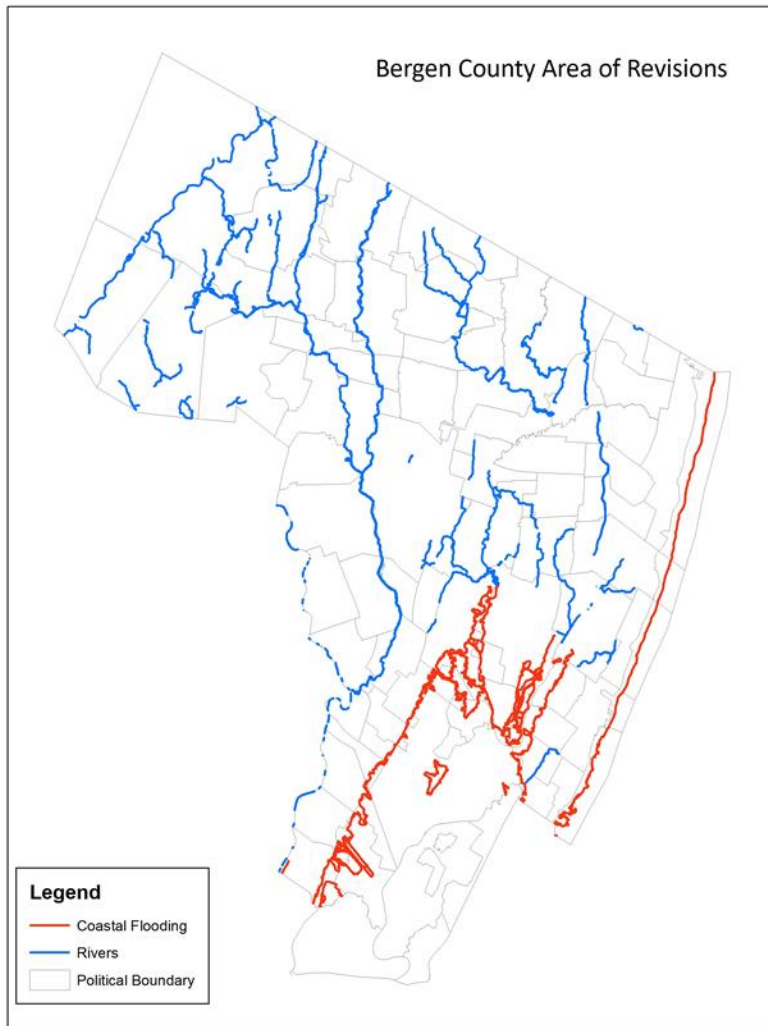 Bergen County Area of Revisions
Legend
Coastal Flooding
Rivers
Political Boundary